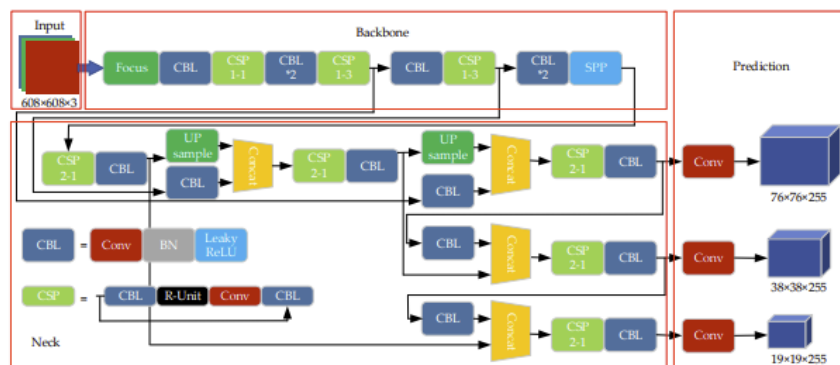 Input
Backbone
Prediction
608×608×3
Focus
CBL
CSP
1-1
CBL
*2
CSP
1-3
CBL
CSP
1-3
CBL
*2
SPP
CSP
2-1
CBL
UP
sample
CBL
Concat
CSP
2-1
CBL
UP
sample
CBL
Concat
CSP
2-1
CBL
Conv
76×76×255
CBL
Concat
CSP
2-1
CBL
Conv
38×38×255
CBL
Concat
CSP
2-1
CBL
Conv
19×19×255
CBL = Conv BN Leaky
ReLU
CSP = CBL R-Unit Conv CBL
Neck